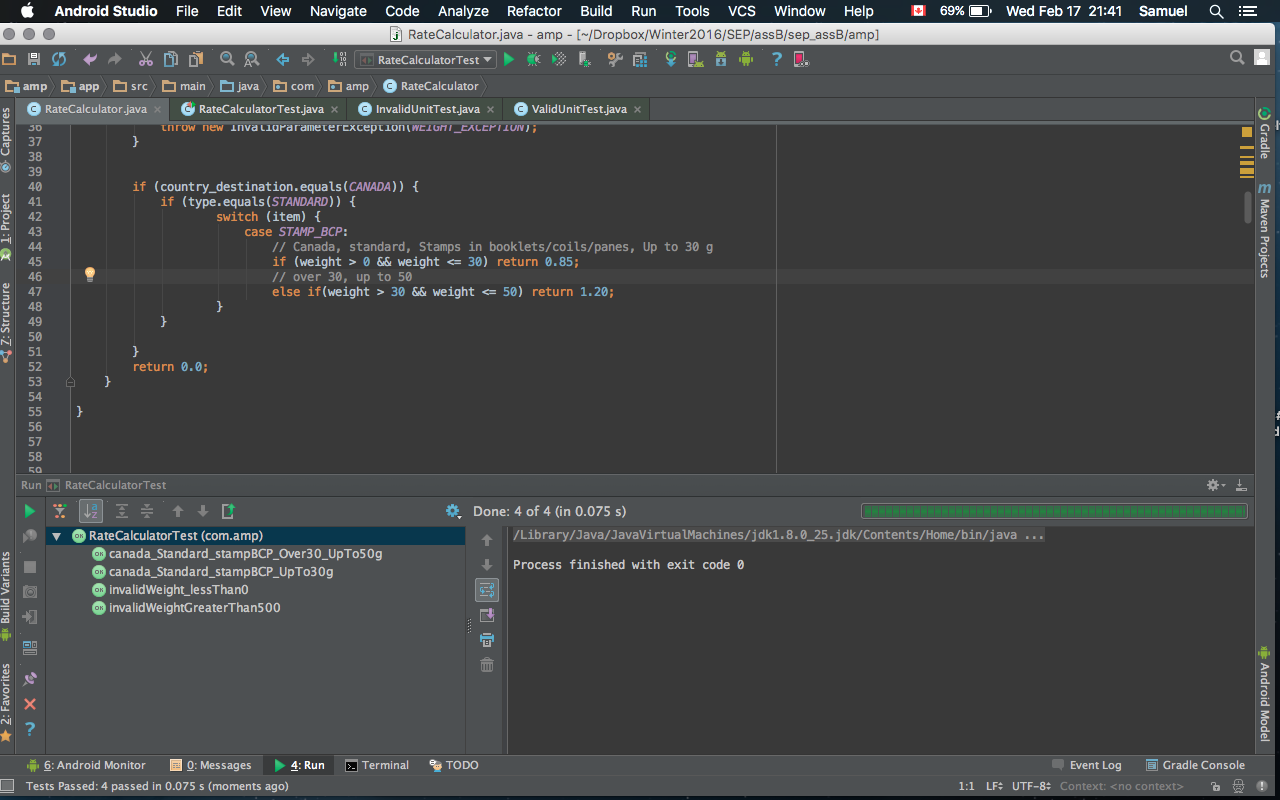 Android Studio File Edit View Navigate Code Analyze Refactor Build Run Tools VCS Window Help 69% Wed Feb 17 21:41 Samuel
RateCalculator.java - amp - [~/Dropbox/Winter2016/SEP/assB/sep_assB/amp]
RateCalculatorTest
amp app src main java com amp RateCalculator
RateCalculator.java RateCalculatorTest.java InvalidUnitTest.java ValidUnitTest.java
Captures
1: Project
Z: Structure
Build Variants
2: Favorites
36 throw new InvalidParameterException(WEIGHT_EXCEPTION);
37 }
38
39
40 if (country_destination.equals(CANADA)) {
41 if (type.equals(STANDARD)) {
42 switch (item) {
43 case STAMP_BCP:
44 // Canada, standard, Stamps in booklets/coils/panes, Up to 30 g
45 if (weight > 0 && weight <= 30) return 0.85;
46 // over 30, up to 50
47 else if(weight > 30 && weight <= 50) return 1.20;
48 }
49 }
50
51 }
52 return 0.0;
53 }
54
55 }
56
57
58
59
Gradle
Maven Projects
Android Model
Run RateCalculatorTest
Done: 4 of 4 (in 0.075 s)
RateCalculatorTest (com.amp)
canada_Standard_stampBCP_Over30_UpTo50g
canada_Standard_stampBCP_UpTo30g
invalidWeight_lessThan0
invalidWeightGreaterThan500
/Library/Java/JavaVirtualMachines/jdk1.8.0_25.jdk/Contents/Home/bin/java ...
Process finished with exit code 0
6: Android Monitor 0: Messages 4: Run Terminal TODO Event Log Gradle Console
Tests Passed: 4 passed in 0.075 s (moments ago) 1:1 LF UTF-8 Context: <no context>